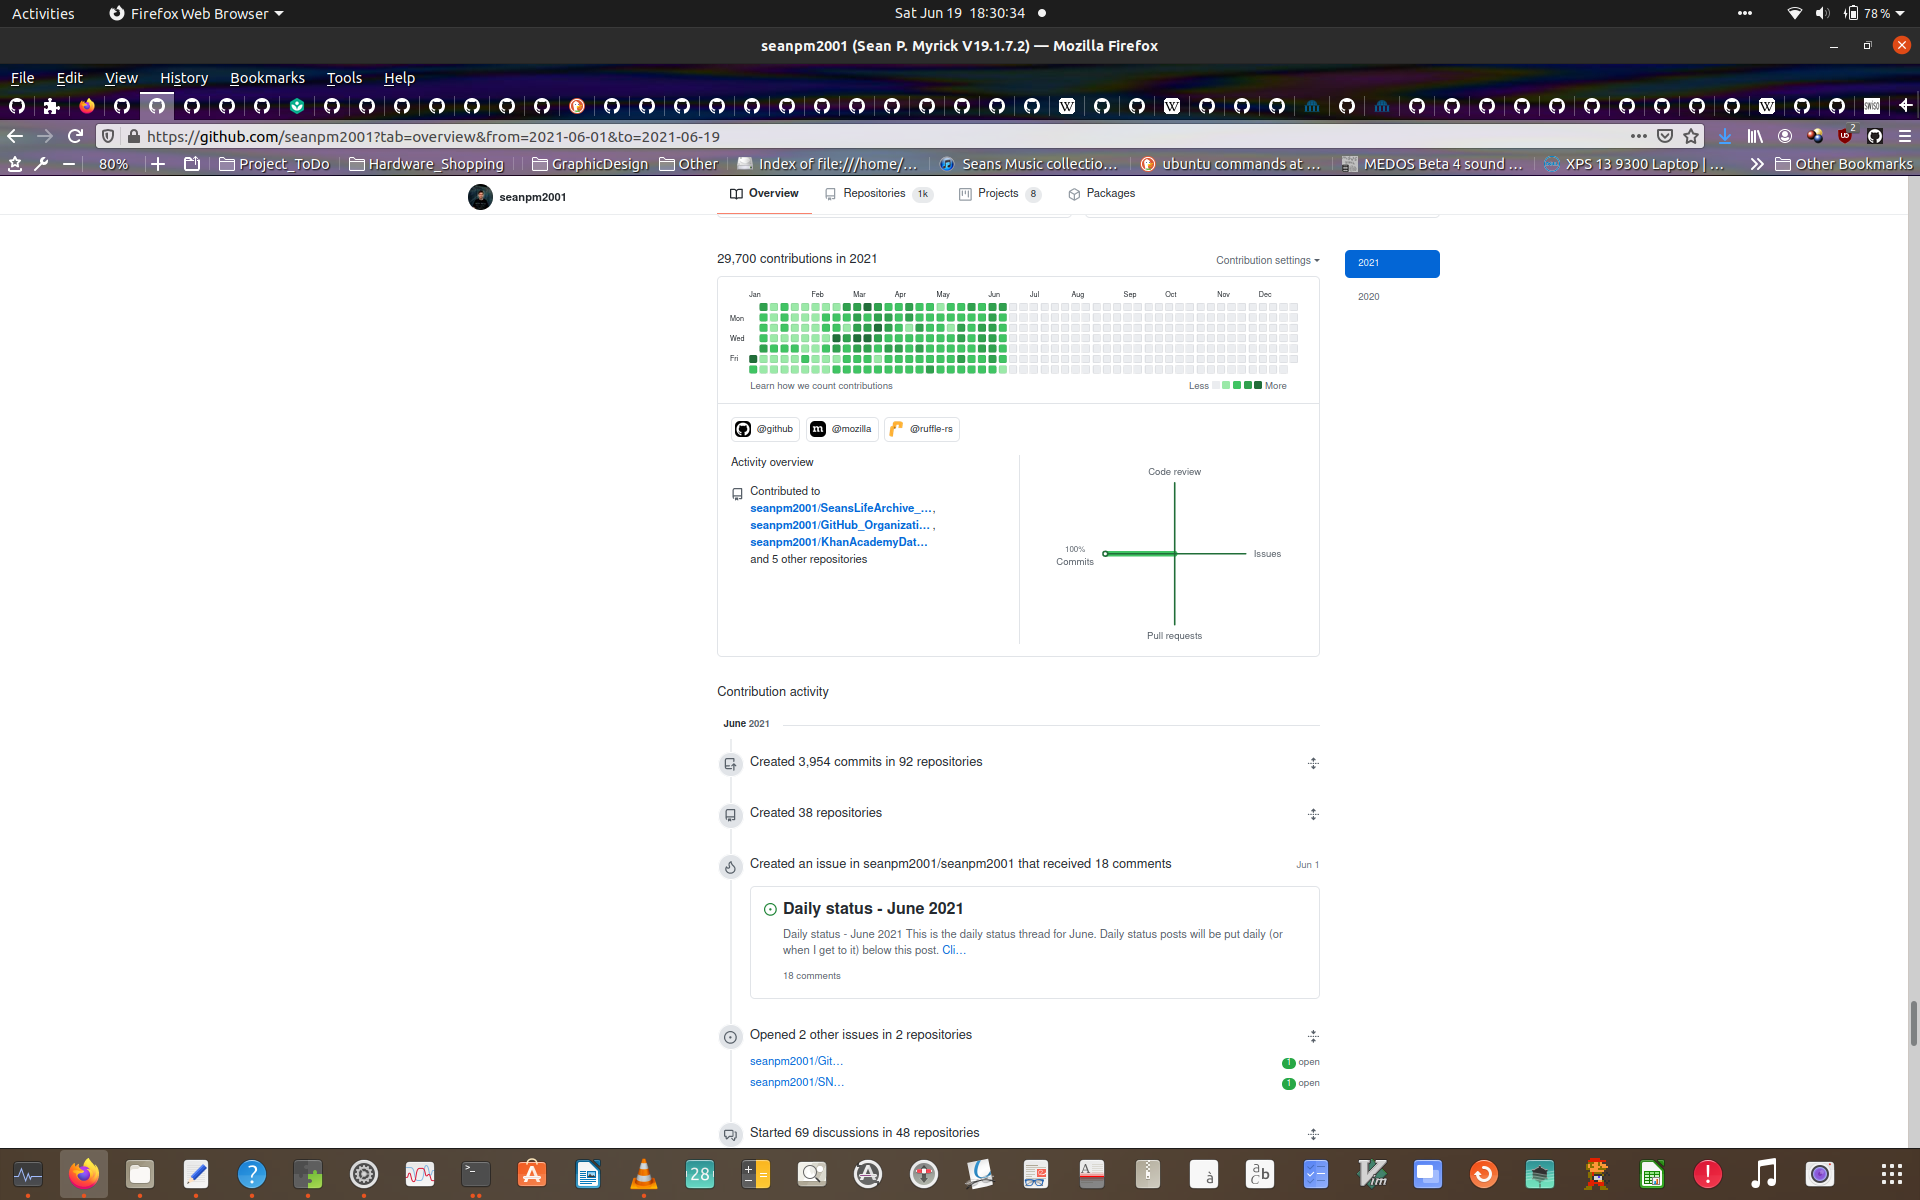 Activities
Firefox Web Browser
Sat Jun 19 18:30:34
78 %
seanpm2001 (Sean P. Myrick V19.1.7.2) — Mozilla Firefox
File Edit View History Bookmarks Tools Help
https://github.com/seanpm2001?tab=overview&from=2021-06-01&to=2021-06-19
2
80% Project_ToDo Hardware_Shopping GraphicDesign Other Index of file:///home/… Seans Music collectio… ubuntu commands at … MEDOS Beta 4 sound … XPS 13 9300 Laptop | … Other Bookmarks
seanpm2001
Overview Repositories 1k Projects 8 Packages
29,700 contributions in 2021
Contribution settings
2021
2020
Jan Feb Mar Apr May Jun Jul Aug Sep Oct Nov Dec
Mon
Wed
Fri
Learn how we count contributions
Less More
@github @mozilla @ruffle-rs
Activity overview
Contributed to
seanpm2001/SeansLifeArchive_…,
seanpm2001/GitHub_Organizati… ,
seanpm2001/KhanAcademyDat…
and 5 other repositories
Code review
100%
Commits
Issues
Pull requests
Contribution activity
June 2021
Created 3,954 commits in 92 repositories
Created 38 repositories
Created an issue in seanpm2001/seanpm2001 that received 18 comments
Jun 1
Daily status - June 2021
Daily status - June 2021 This is the daily status thread for June. Daily status posts will be put daily (or
when I get to it) below this post. Cli…
18 comments
Opened 2 other issues in 2 repositories
seanpm2001/Git…
1 open
seanpm2001/SN…
1 open
Started 69 discussions in 48 repositories
28